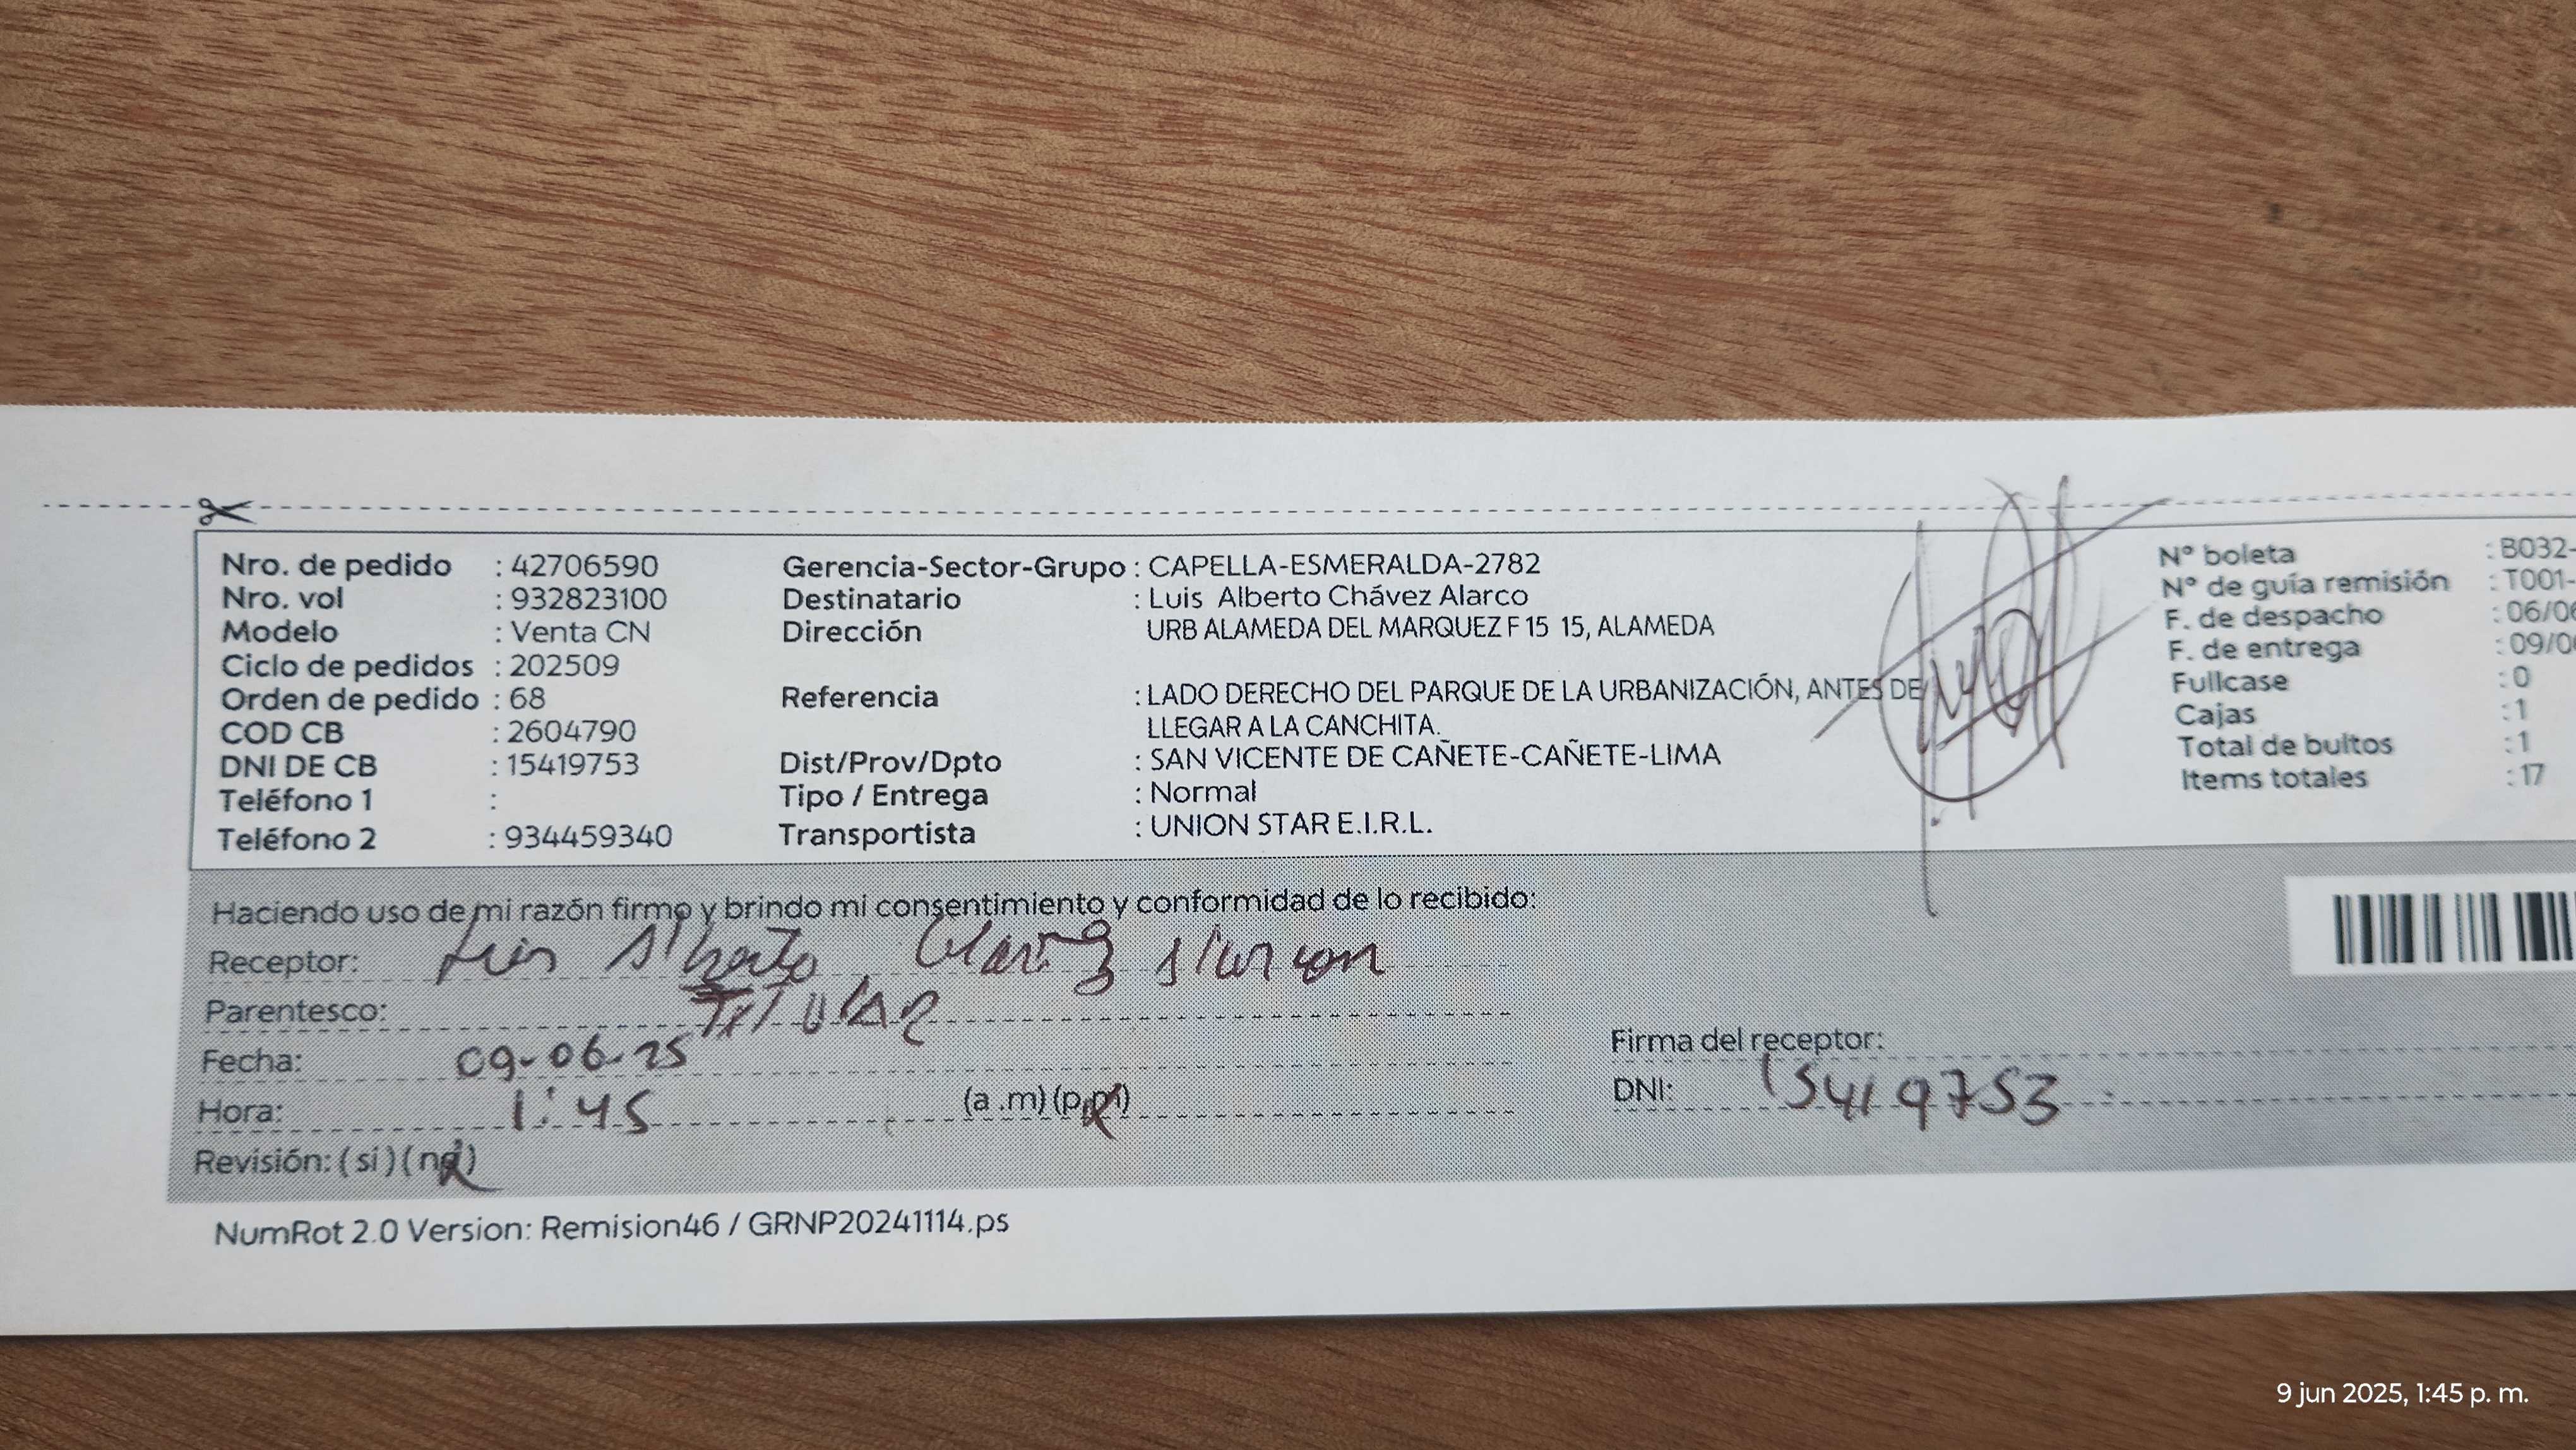 Nro. de pedido : 42706590
Nro. vol : 932823100
Modelo : Venta CN
Ciclo de pedidos : 202509
Orden de pedido : 68
COD CB : 2604790
DNI DE CB : 15419753
Teléfono 1 :
Teléfono 2 : 934459340
Gerencia-Sector-Grupo : CAPELLA-ESMERALDA-2782
Destinatario : Luis Alberto Chávez Alarco
Dirección URB ALAMEDA DEL MARQUEZ F 15 15, ALAMEDA
Referencia : LADO DERECHO DEL PARQUE DE LA URBANIZACIÓN, ANTES DE
LLEGAR A LA CANCHITA.
Dist/Prov/Dpto : SAN VICENTE DE CAÑETE-CAÑETE-LIMA
Tipo / Entrega : Normal
Transportista : UNION STAR E.I.R.L.
N° boleta : B032-
N° de guía remisión : T001-
F. de despacho : 06/06
F. de entrega : 09/0
Fullcase : 0
Cajas : 1
Total de bultos : 1
Items totales : 17
Haciendo uso de mi razón firmo y brindo mi consentimiento y conformidad de lo recibido:
Receptor: Luis Alberto
Parentesco: TITULAR
Fecha: 09-06-25
Hora: 1:45 (a .m) (p.m)
Revisión: (si) (no)
Firma del receptor:
DNI: 15419753
NumRot 2.0 Version: Remision46 / GRNP20241114.ps
9 jun 2025, 1:45 p. m.